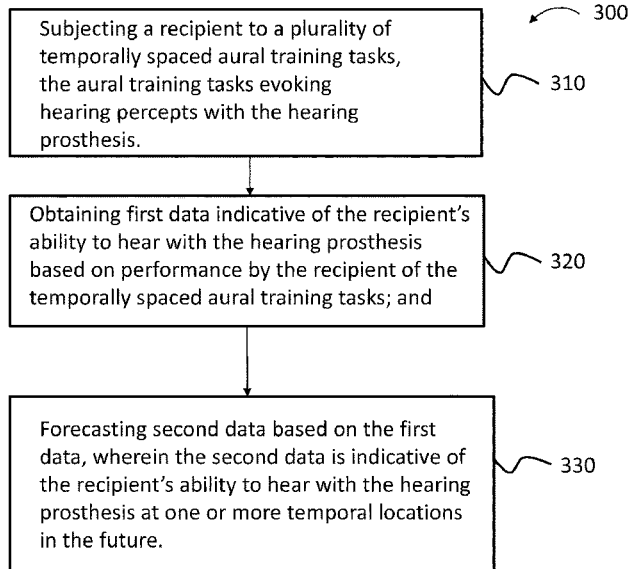 300
Subjecting a recipient to a plurality of
temporally spaced aural training tasks,
the aural training tasks evoking
hearing percepts with the hearing
prosthesis.
310
Obtaining first data indicative of the recipient's
ability to hear with the hearing prosthesis
based on performance by the recipient of the
temporally spaced aural training tasks; and
320
Forecasting second data based on the first
data, wherein the second data is indicative of
the recipient's ability to hear with the hearing
prosthesis at one or more temporal locations
in the future.
330